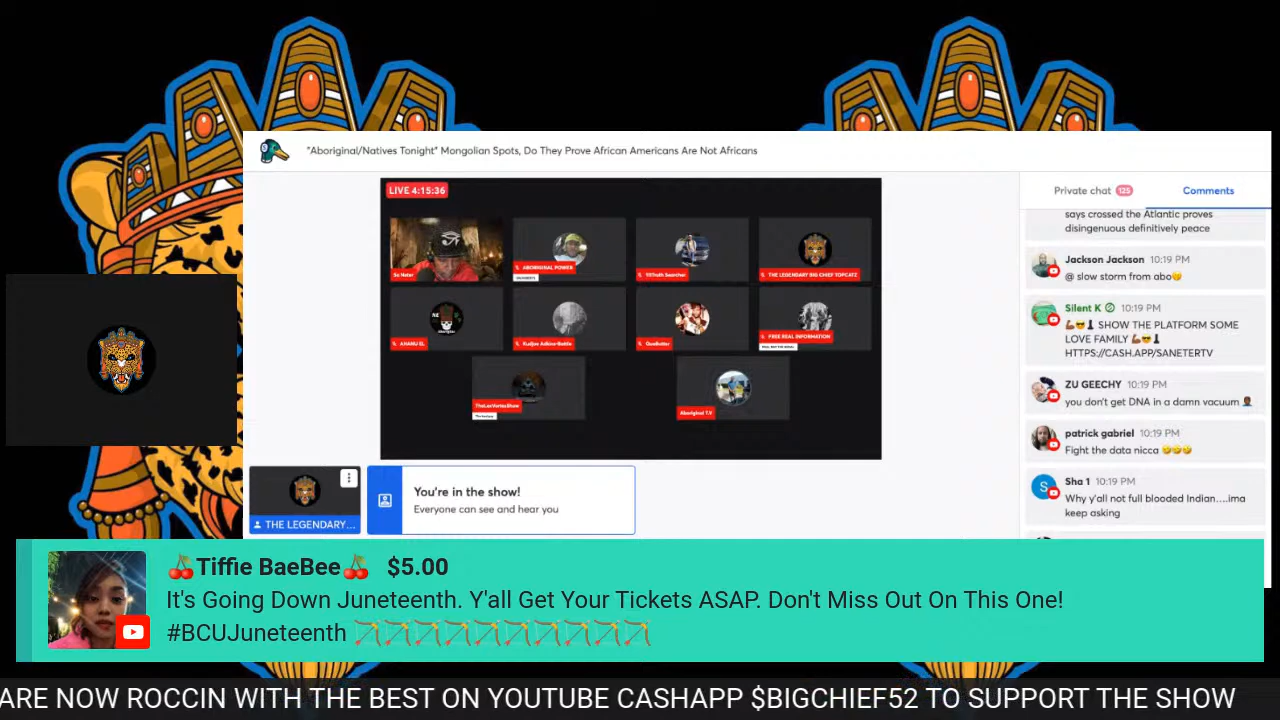 "Aboriginal/Natives Tonight" Mongolian Spots, Do They Prove African Americans Are Not Africans
LIVE 4:15:36
Sa Neter
ABORIGINAL POWER
THE LEGENDARY BIG CHIEF TOPCATZ
AHANU EL
FREE REAL INFORMATION
TheLexVortexShow
Aboriginal T.V
THE LEGENDARY...
You're in the show!
Everyone can see and hear you
Private chat 125
Comments
says crossed the Atlantic proves
disingenuous definitively peace
Jackson Jackson 10:19 PM
@ slow storm from abo🤭
Silent K 10:19 PM
💪🏾😎♟ SHOW THE PLATFORM SOME
LOVE FAMILY 💪🏾😎♟
HTTPS://CASH.APP/SANETERTV
ZU GEECHY 10:19 PM
you don't get DNA in a damn vacuum 🤦🏾‍♂️
patrick gabriel 10:19 PM
Fight the data nicca 🤣🤣🤣
Sha 1 10:19 PM
S
Why y'all not full blooded Indian....ima
keep asking
🍒Tiffie BaeBee🍒 $5.00
It's Going Down Juneteenth. Y'all Get Your Tickets ASAP. Don't Miss Out On This One!
#BCUJuneteenth 🏹🏹🏹🏹🏹🏹🏹🏹🏹🏹
ARE NOW ROCCIN WITH THE BEST ON YOUTUBE CASHAPP $BIGCHIEF52 TO SUPPORT THE SHOW